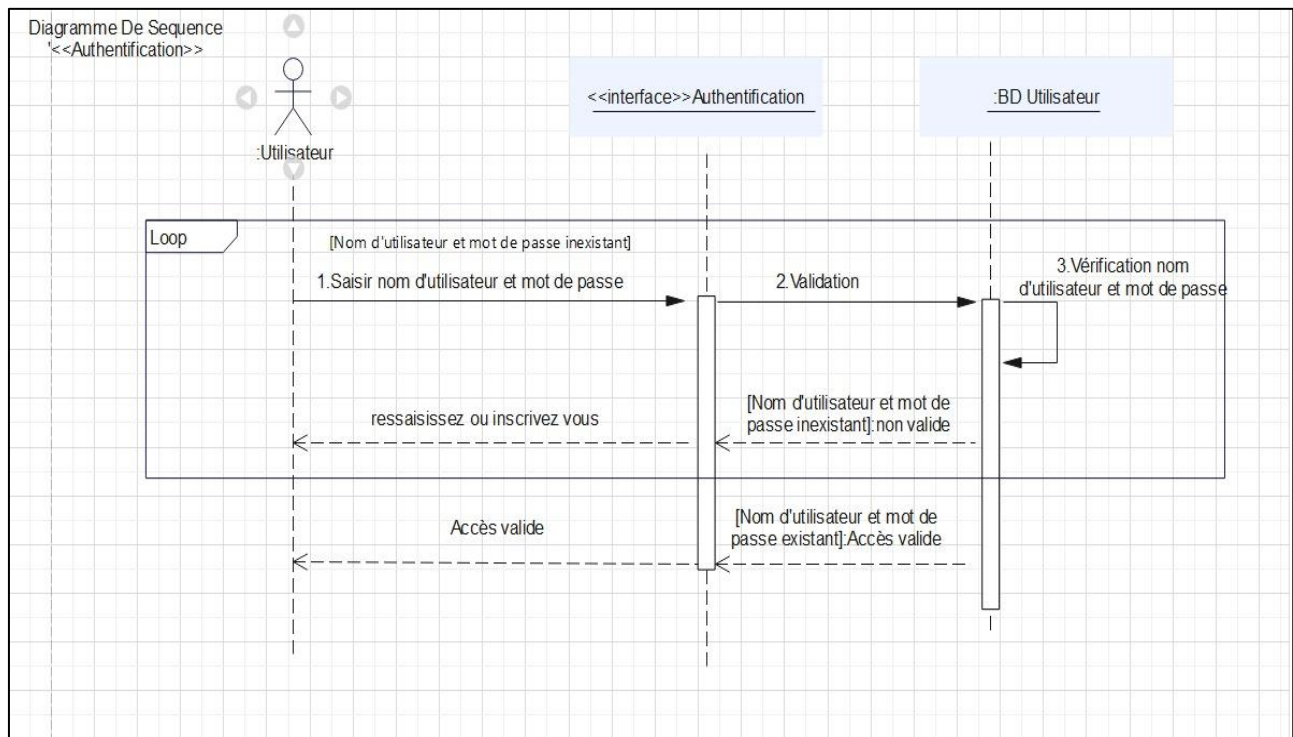 Diagramme De Sequence
'<<Authentification>>
:Utilisateur
<<interface>>Authentification
:BD Utilisateur
Loop
[Nom d'utilisateur et mot de passe inexistant]
1.Saisir nom d'utilisateur et mot de passe
2.Validation
3.Vérification nom
d'utilisateur et mot de passe
ressaisissez ou inscrivez vous
[Nom d'utilisateur et mot de
passe inexistant]:non valide
Accès valide
[Nom d'utilisateur et mot de
passe existant]:Accès valide